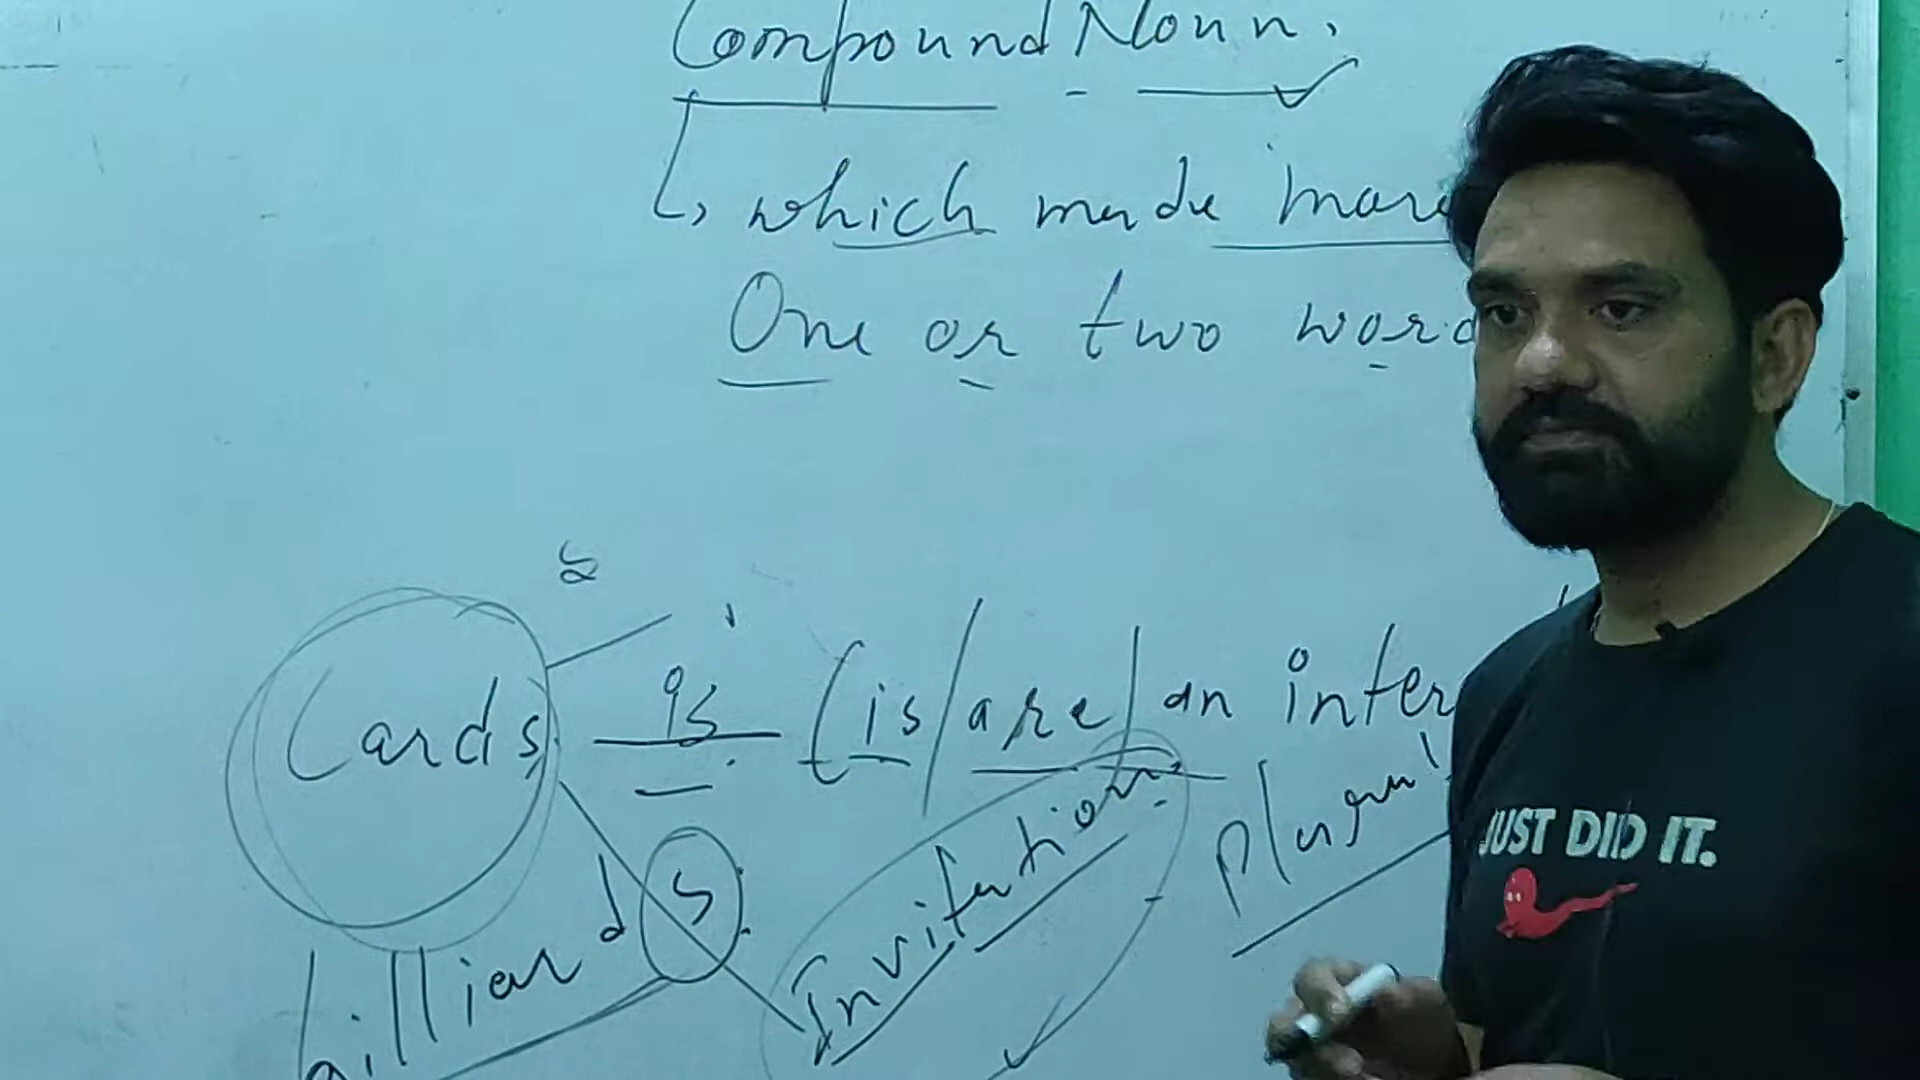 Compound Noun.
which made more
One or two word
Cards is (is/are) an inter
billiards
Invitation
JUST DID IT.